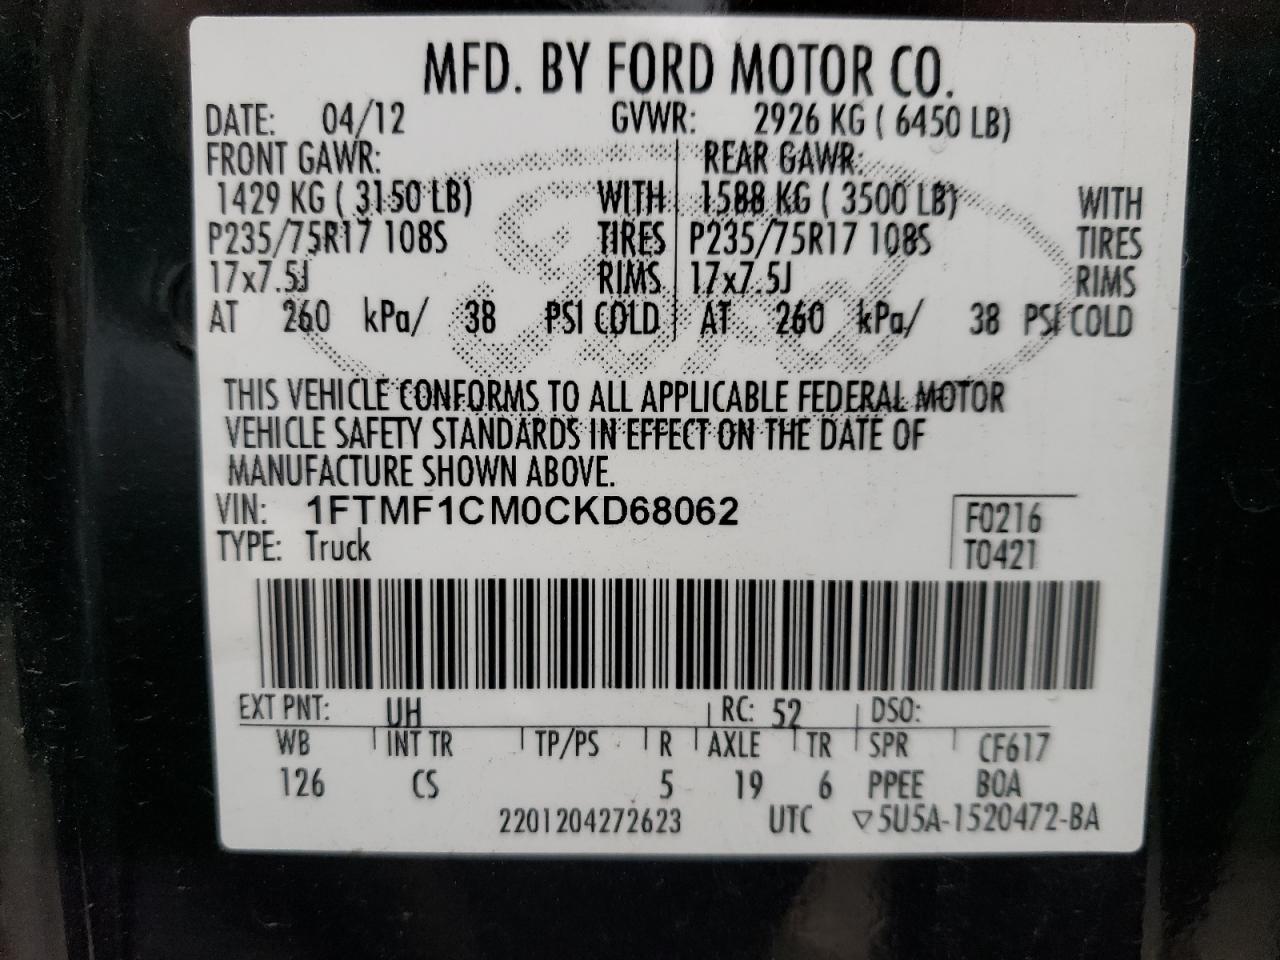 MFD. BY FORD MOTOR CO.
DATE: 04/12 GVWR: 2926 KG ( 6450 LB)
FRONT GAWR: REAR GAWR:
1429 KG ( 3150 LB) WITH 1588 KG ( 3500 LB) WITH
P235/75R17 108S TIRES P235/75R17 108S TIRES
17x7.5J RIMS 17x7.5J RIMS
AT 260 kPa/ 38 PSI COLD AT 260 kPa/ 38 PSI COLD
THIS VEHICLE CONFORMS TO ALL APPLICABLE FEDERAL MOTOR
VEHICLE SAFETY STANDARDS IN EFFECT ON THE DATE OF
MANUFACTURE SHOWN ABOVE.
VIN: 1FTMF1CM0CKD68062 F0216
TYPE: Truck T0421
EXT PNT: UH RC: 52 DSO:
WB INT TR TP/PS R AXLE TR SPR CF617
126 CS 5 19 6 PPEE BOA
2201204272623 UTC ▽5U5A-1520472-BA
Ford